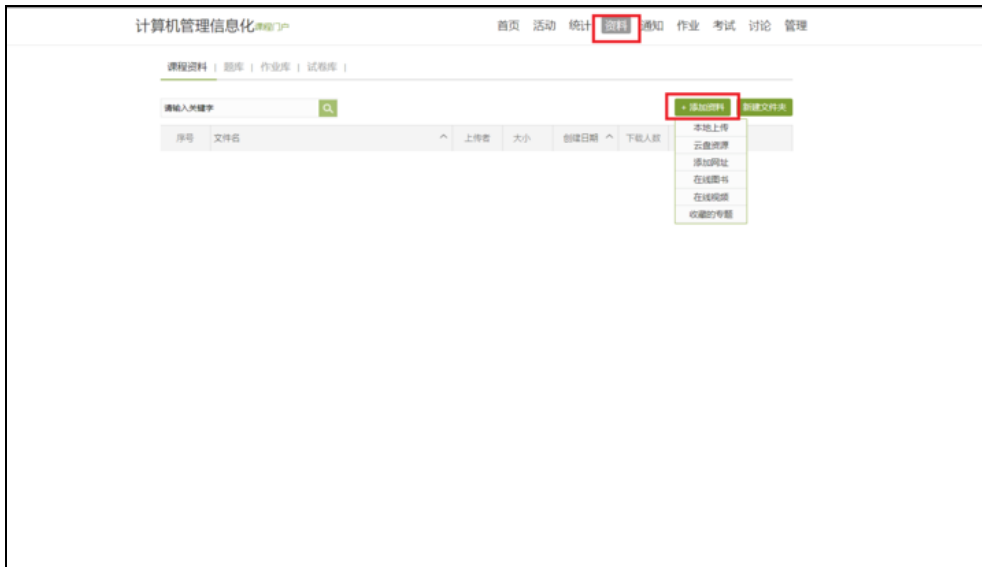 计算机管理信息化 课程门户 首页 活动 统计 资料 通知 作业 考试 讨论 管理
课程资料 | 题库 | 作业库 | 试卷库 |
请输入关键字 + 添加资料 新建文件夹
序号 文件名 上传者 大小 创建日期 下载人数
本地上传
云盘资源
添加网址
在线图书
在线视频
收藏的专题